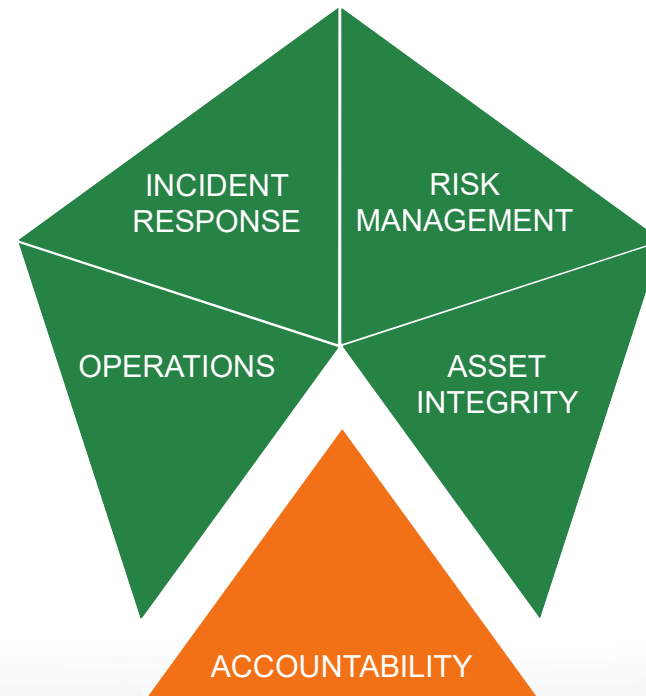 INCIDENT
RESPONSE
RISK
MANAGEMENT
OPERATIONS
ASSET
INTEGRITY
ACCOUNTABILITY